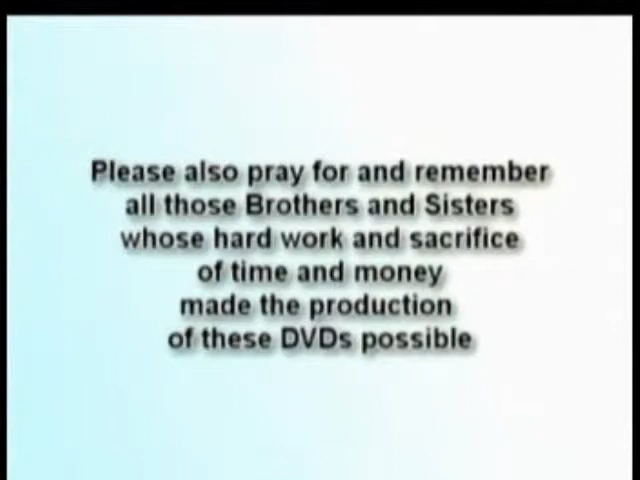 Please also pray for and remember
all those Brothers and Sisters
whose hard work and sacrifice
of time and money
made the production
of these DVDs possible